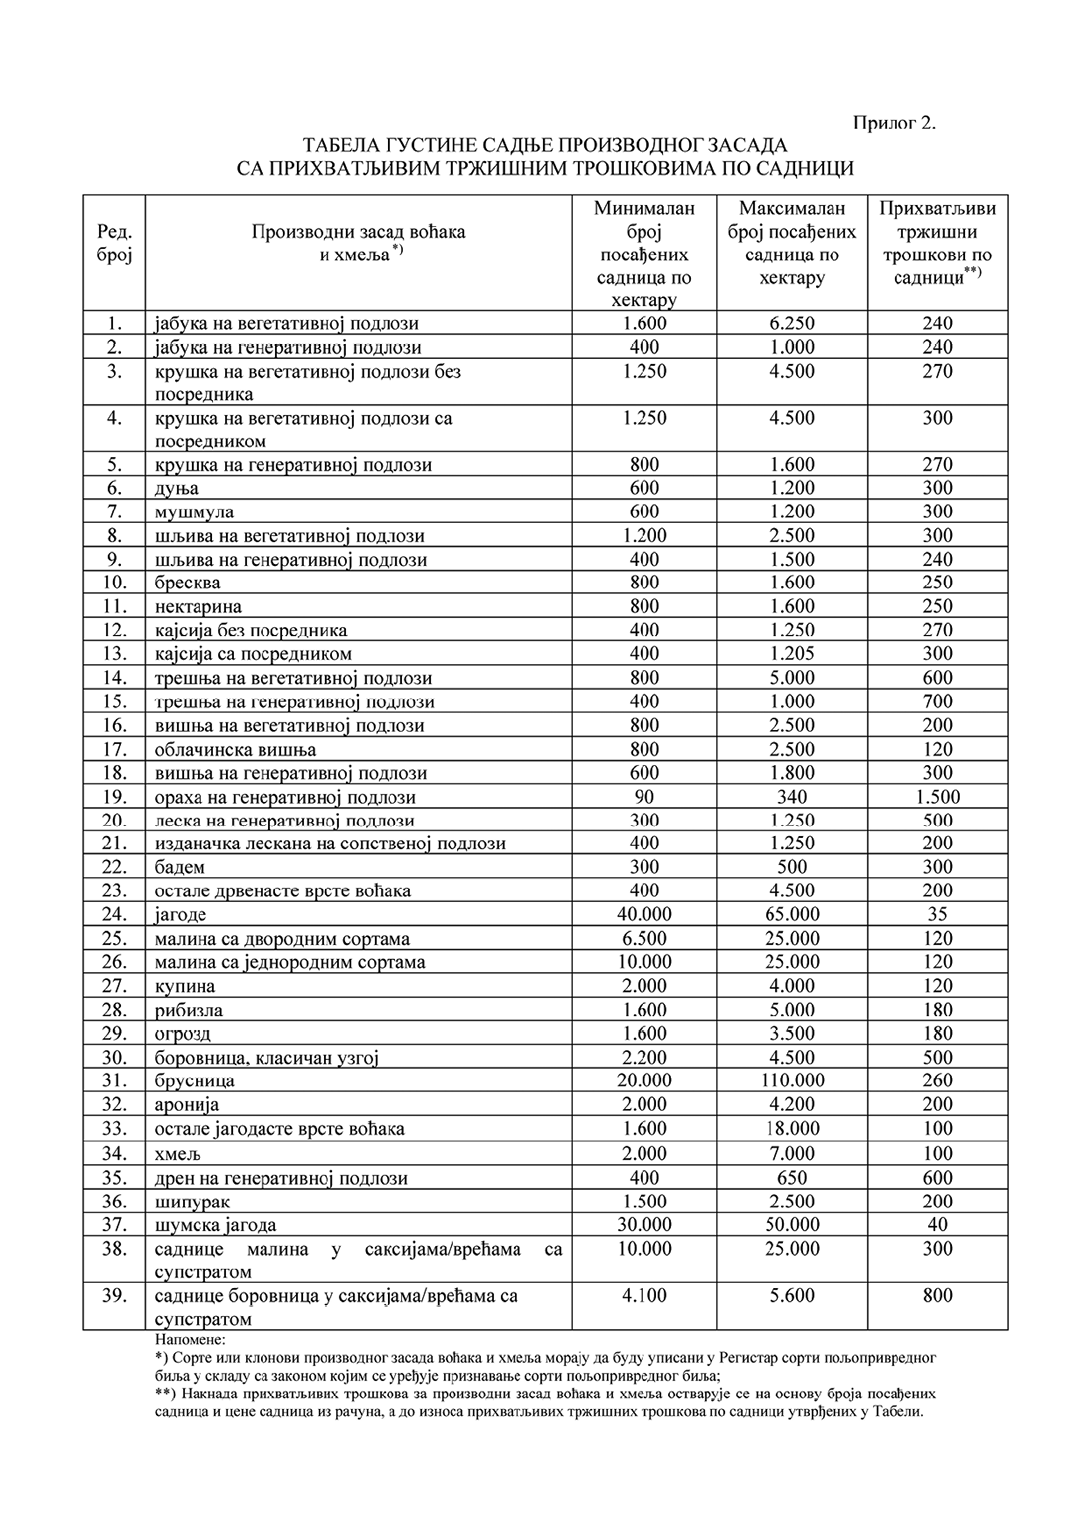 Прилог 2.
ТАБЕЛА ГУСТИНЕ САДЊЕ ПРОИЗВОДНОГ ЗАСАДА
СА ПРИХВАТЉИВИМ ТРЖИШНИМ ТРОШКОВИМА ПО САДНИЦИ
Ред. број
Производни засад воћака и хмеља*)
Минималан број посађених садница по хектару
Максималан број посађених садница по хектару
Прихватљиви тржишни трошкови по садници**)
1. јабука на вегетативној подлози 1.600 6.250 240
2. јабука на генеративној подлози 400 1.000 240
3. крушка на вегетативној подлози без 1.250 4.500 270
посредника
4. крушка на вегетативној подлози са 1.250 4.500 300
посредником
5. крушка на генеративној подлози 800 1.600 270
6. дуња 600 1.200 300
7. мушмула 600 1.200 300
8. шљива на вегетативној подлози 1.200 2.500 300
9. шљива на генеративној подлози 400 1.500 240
10. бресква 800 1.600 250
11. нектарина 800 1.600 250
12. кајсија без посредника 400 1.250 270
13. кајсија са посредником 400 1.205 300
14. трешња на вегетативној подлози 800 5.000 600
15. трешња на генеративној подлози 400 1.000 700
16. вишња на вегетативној подлози 800 2.500 200
17. облачинска вишња 800 2.500 120
18. вишња на генеративној подлози 600 1.800 300
19. ораха на генеративној подлози 90 340 1.500
20. леска на генеративној подлози 300 1.250 500
21. изданачка лескана на сопственој подлози 400 1.250 200
22. бадем 300 500 300
23. остале дрвенасте врсте воћака 400 4.500 200
24. јагоде 40.000 65.000 35
25. малина са двородним сортама 6.500 25.000 120
26. малина са једнородним сортама 10.000 25.000 120
27. купина 2.000 4.000 120
28. рибизла 1.600 5.000 180
29. огрозд 1.600 3.500 180
30. боровница, класичан узгој 2.200 4.500 500
31. брусница 20.000 110.000 260
32. аронија 2.000 4.200 200
33. остале јагодасте врсте воћака 1.600 18.000 100
34. хмељ 2.000 7.000 100
35. дрен на генеративној подлози 400 650 600
36. шипурак 1.500 2.500 200
37. шумска јагода 30.000 50.000 40
38. саднице малина у саксијама/врећама са 10.000 25.000 300
супстратом
39. саднице боровница у саксијама/врећама са 4.100 5.600 800
супстратом
Напомене:
*) Сорте или клонови производног засада воћака и хмеља морају да буду уписани у Регистар сорти пољопривредног
биља у складу са законом којим се уређује признавање сорти пољопривредног биља;
**) Накнада прихватљивих трошкова за производни засад воћака и хмеља остварује се на основу броја посађених
садница и цене садница из рачуна, а до износа прихватљивих тржишних трошкова по садници утврђених у Табели.